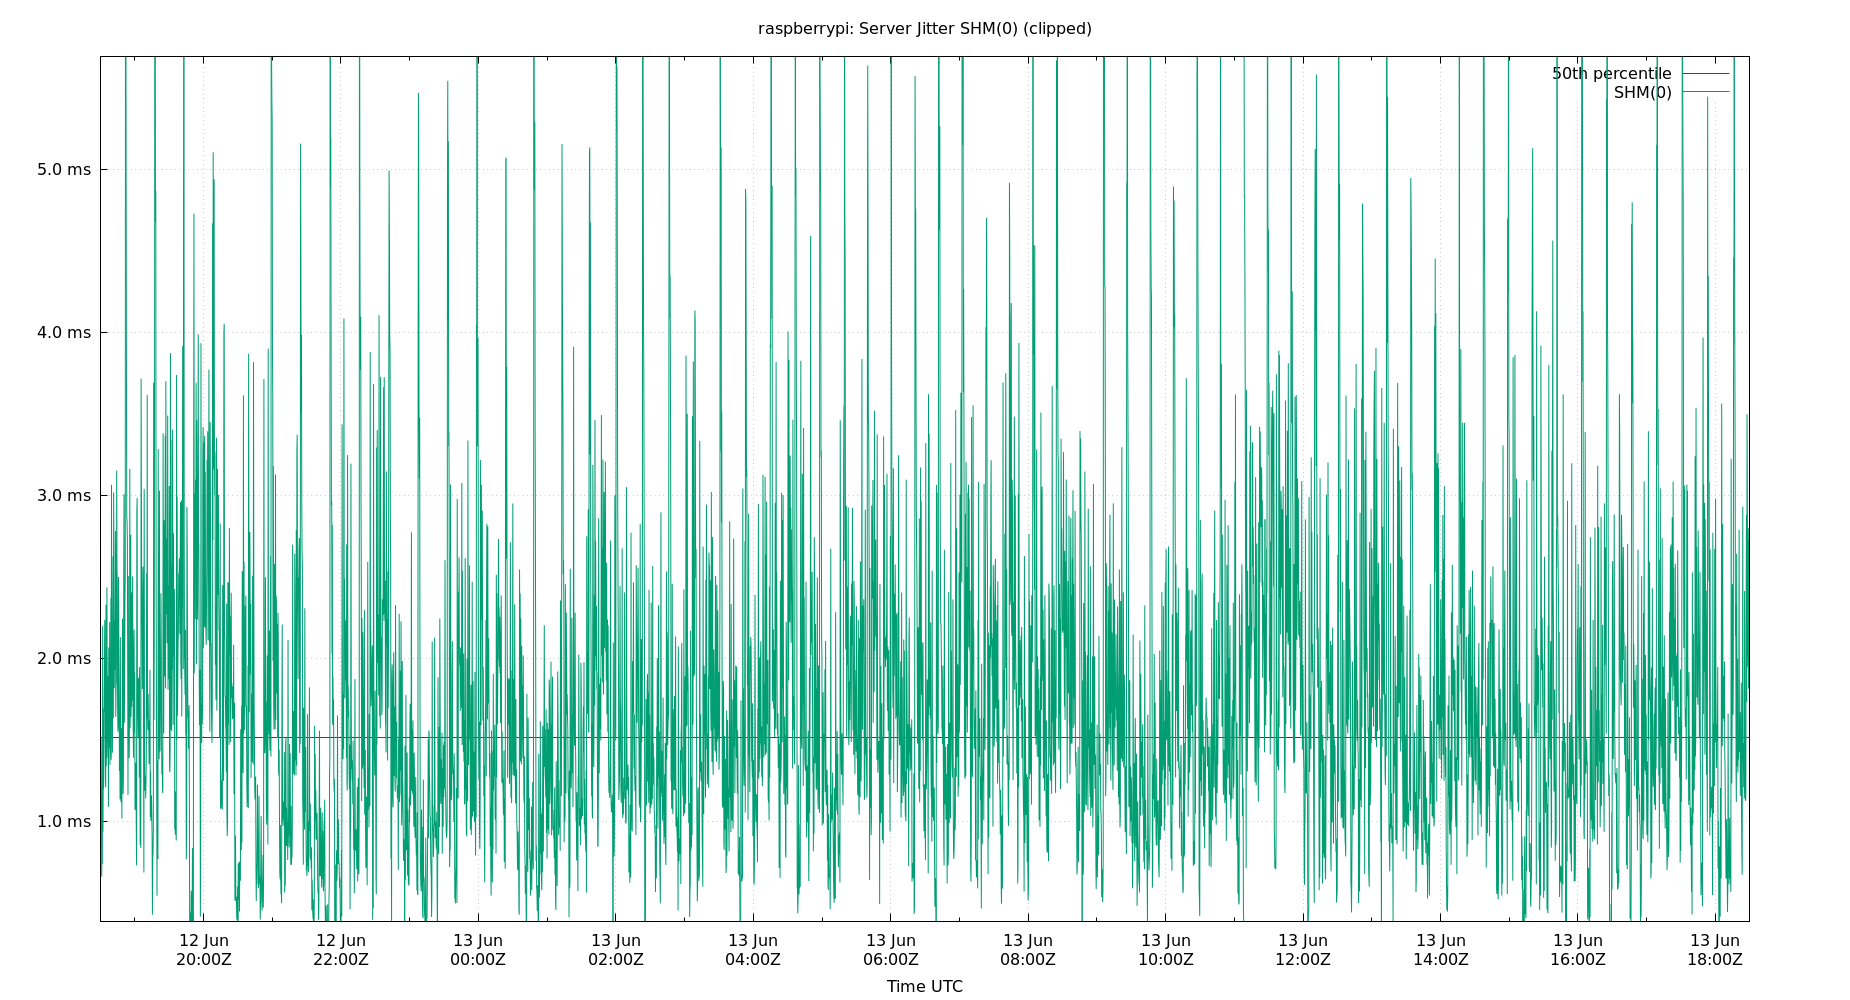 raspberrypi: Server Jitter SHM(0) (clipped)
50th percentile
SHM(0)
5.0 ms
4.0 ms
3.0 ms
2.0 ms
1.0 ms
12 Jun 12 Jun 13 Jun 13 Jun 13 Jun 13 Jun 13 Jun 13 Jun 13 Jun 13 Jun 13 Jun 13 Jun
20:00Z 22:00Z 00:00Z 02:00Z 04:00Z 06:00Z 08:00Z 10:00Z 12:00Z 14:00Z 16:00Z 18:00Z
Time UTC